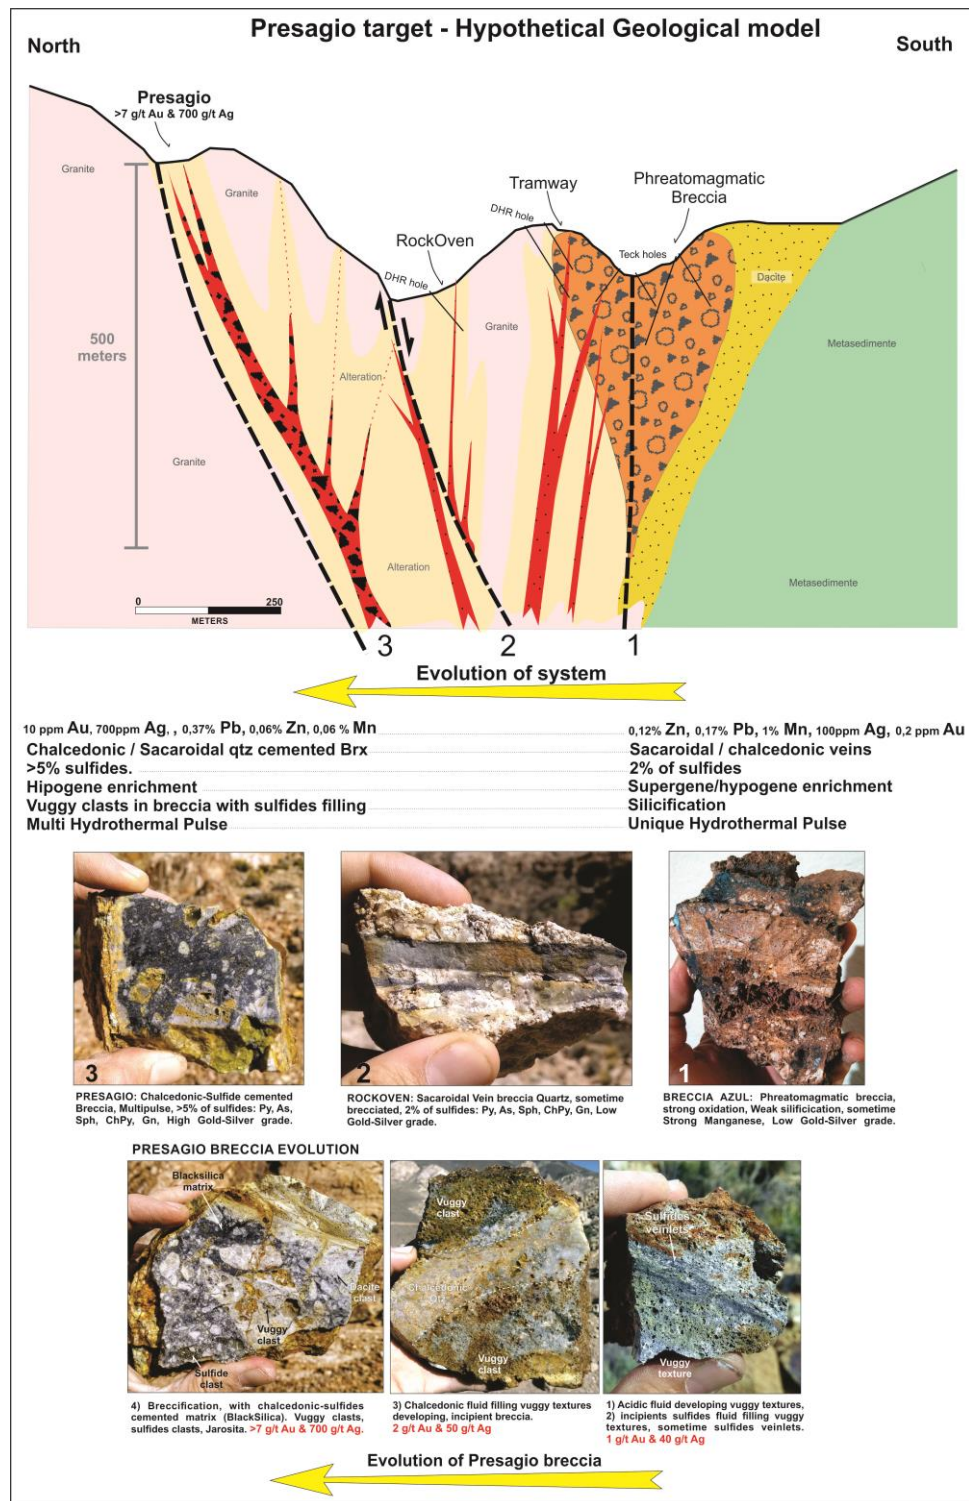 Presagio target - Hypothetical Geological model
North
South
Presagio
>7 g/t Au & 700 g/t Ag
Granite
Granite
Tramway
Phreatomagmatic
Breccia
DHR hole
RockOven
Teck holes
DHR hole
Dacite
Granite
500
meters
Metasedimente
Alteration
Granite
Alteration
Metasedimente
0
250
METERS
3
2
1
Evolution of system
10 ppm Au, 700ppm Ag, , 0,37% Pb, 0,06% Zn, 0,06 % Mn
0,12% Zn, 0,17% Pb, 1% Mn, 100ppm Ag, 0,2 ppm Au
Chalcedonic / Sacaroidal qtz cemented Brx
Sacaroidal / chalcedonic veins
>5% sulfides.
2% of sulfides
Hipogene enrichment
Supergene/hypogene enrichment
Vuggy clasts in breccia with sulfides filling
Silicification
Multi Hydrothermal Pulse
Unique Hydrothermal Pulse
3
2
1
PRESAGIO: Chalcedonic-Sulfide cemented
Breccia, Multipulse, >5% of sulfides: Py, As,
Sph, ChPy, Gn, High Gold-Silver grade.
ROCKOVEN: Sacaroidal Vein breccia Quartz, sometime
brecciated, 2% of sulfides: Py, As, Sph, ChPy, Gn, Low
Gold-Silver grade.
BRECCIA AZUL: Phreatomagmatic breccia,
strong oxidation, Weak silificication, sometime
Strong Manganese, Low Gold-Silver grade.
PRESAGIO BRECCIA EVOLUTION
Blacksilica
matrix
Dacite
clast
Vuggy
clast
Sulfide
clast
Vuggy
clast
Chalcedonic
Qtz
Vuggy
clast
Sulfides
veinlets
Vuggy
texture
4) Breccification, with chalcedonic-sulfides
cemented matrix (BlackSilica). Vuggy clasts,
sulfides clasts, Jarosita. >7 g/t Au & 700 g/t Ag.
3) Chalcedonic fluid filling vuggy textures
developing, incipient breccia.
2 g/t Au & 50 g/t Ag
1) Acidic fluid developing vuggy textures,
2) incipients sulfides fluid filling vuggy
textures, sometime sulfides veinlets.
1 g/t Au & 40 g/t Ag
Evolution of Presagio breccia